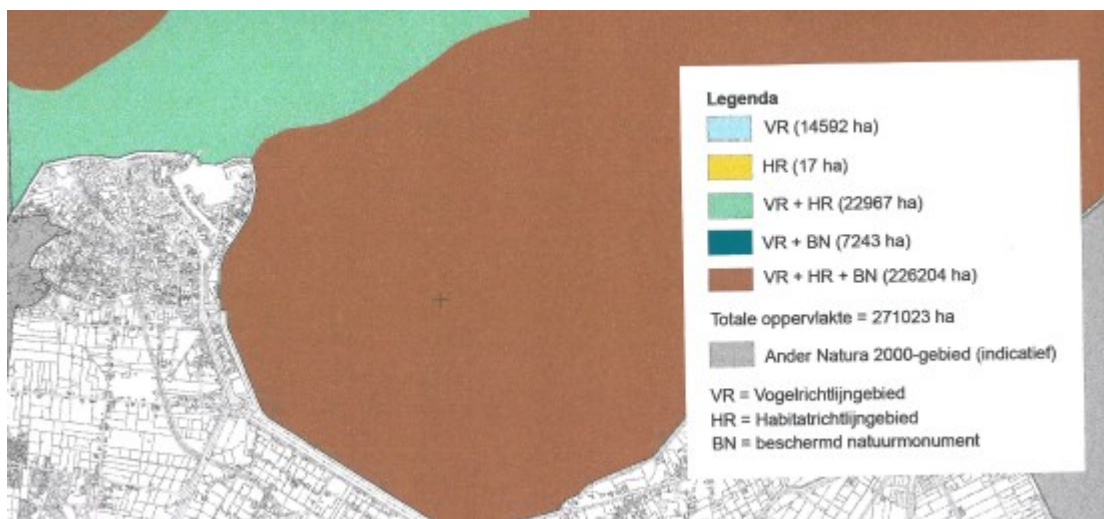 Legenda
VR (14592 ha)
HR (17 ha)
VR + HR (22967 ha)
VR + BN (7243 ha)
VR + HR + BN (226204 ha)
Totale oppervlakte = 271023 ha
Ander Natura 2000-gebied (indicatief)
VR = Vogelrichtlijngebied
HR = Habitatrichtlijngebied
BN = beschermd natuurmonument